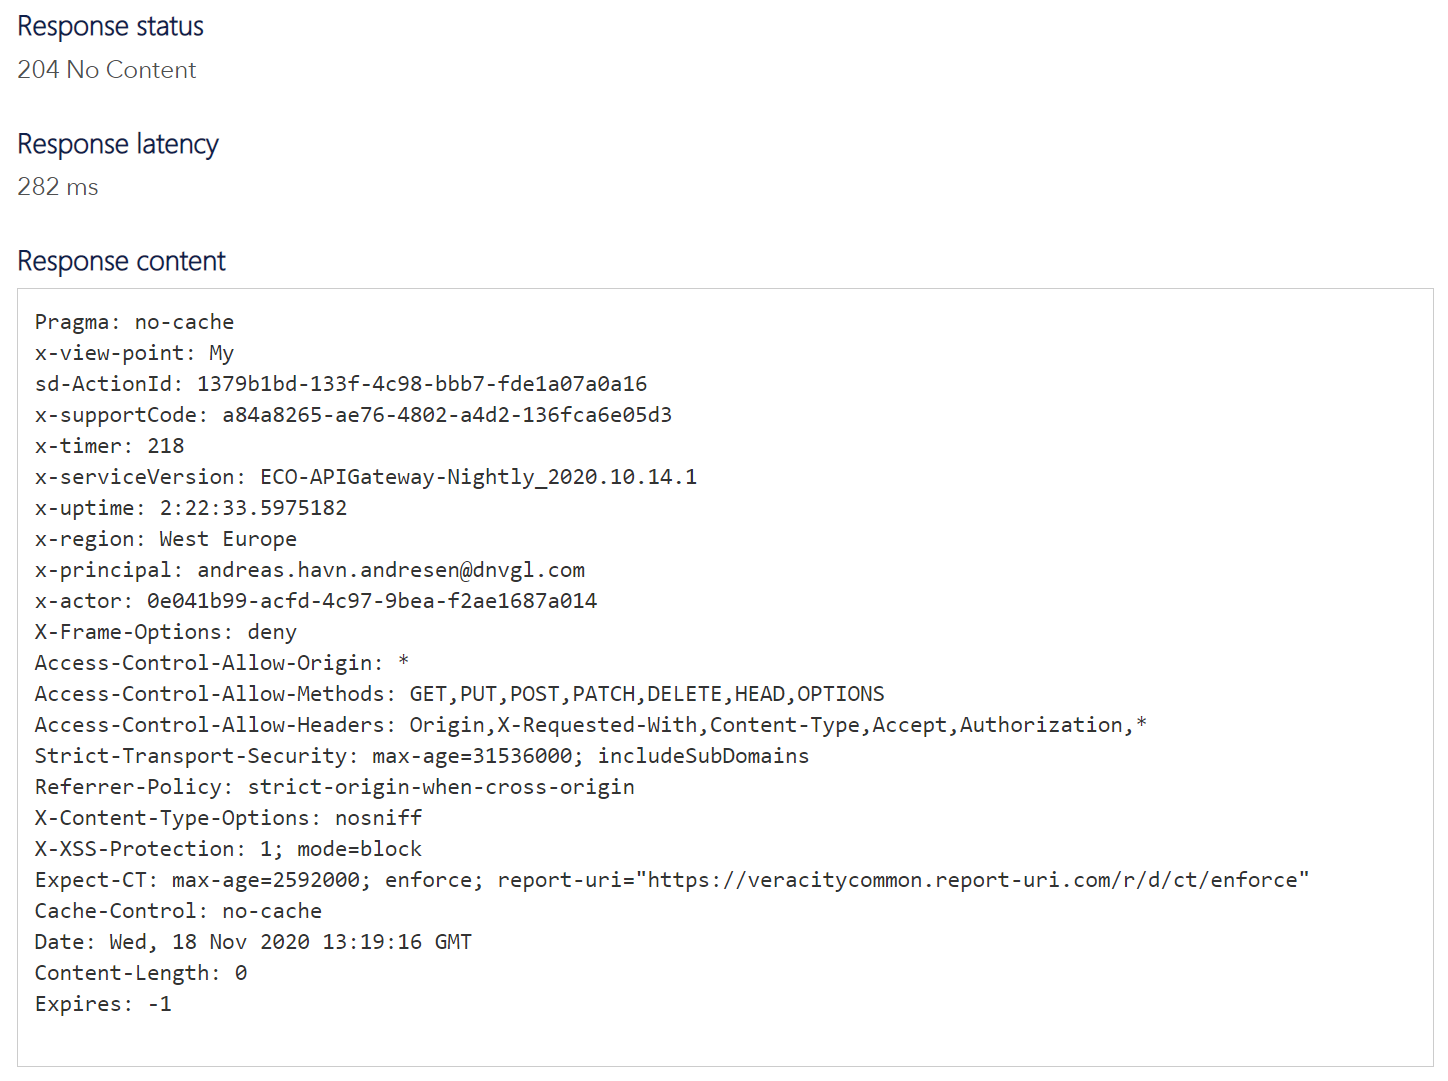 Response status
204 No Content
Response latency
282 ms
Response content
Pragma: no-cache
x-view-point: My
sd-ActionId: 1379b1bd-133f-4c98-bbb7-fde1a07a0a16
x-supportCode: a84a8265-ae76-4802-a4d2-136fca6e05d3
x-timer: 218
x-serviceVersion: ECO-APIGateway-Nightly_2020.10.14.1
x-uptime: 2:22:33.5975182
x-region: West Europe
x-principal: andreas.havn.andresen@dnvgl.com
x-actor: 0e041b99-acfd-4c97-9bea-f2ae1687a014
X-Frame-Options: deny
Access-Control-Allow-Origin: *
Access-Control-Allow-Methods: GET,PUT,POST,PATCH,DELETE,HEAD,OPTIONS
Access-Control-Allow-Headers: Origin,X-Requested-With,Content-Type,Accept,Authorization,*
Strict-Transport-Security: max-age=31536000; includeSubDomains
Referrer-Policy: strict-origin-when-cross-origin
X-Content-Type-Options: nosniff
X-XSS-Protection: 1; mode=block
Expect-CT: max-age=2592000; enforce; report-uri="https://veracitycommon.report-uri.com/r/d/ct/enforce"
Cache-Control: no-cache
Date: Wed, 18 Nov 2020 13:19:16 GMT
Content-Length: 0
Expires: -1